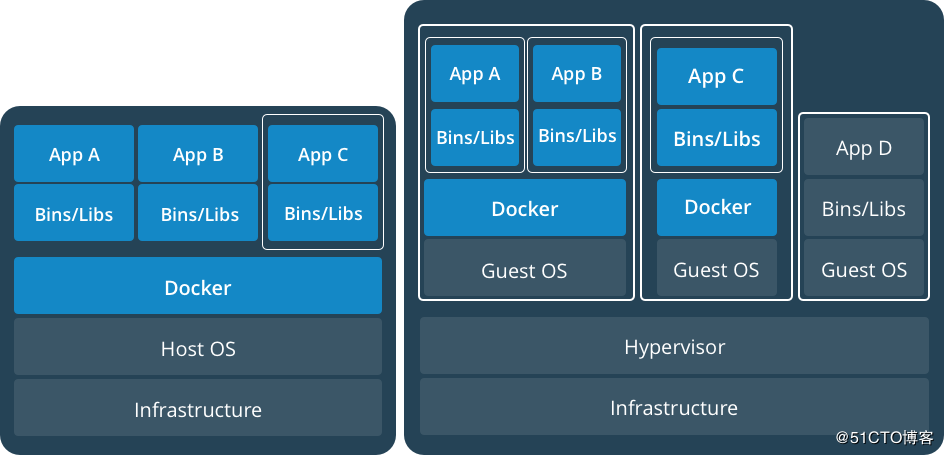 App A
App B
App C
Bins/Libs
Bins/Libs
Bins/Libs
Docker
Host OS
Infrastructure
App A
App B
Bins/Libs
Bins/Libs
Docker
Guest OS
App C
Bins/Libs
Docker
Guest OS
App D
Bins/Libs
Guest OS
Hypervisor
Infrastructure
@51CTO博客